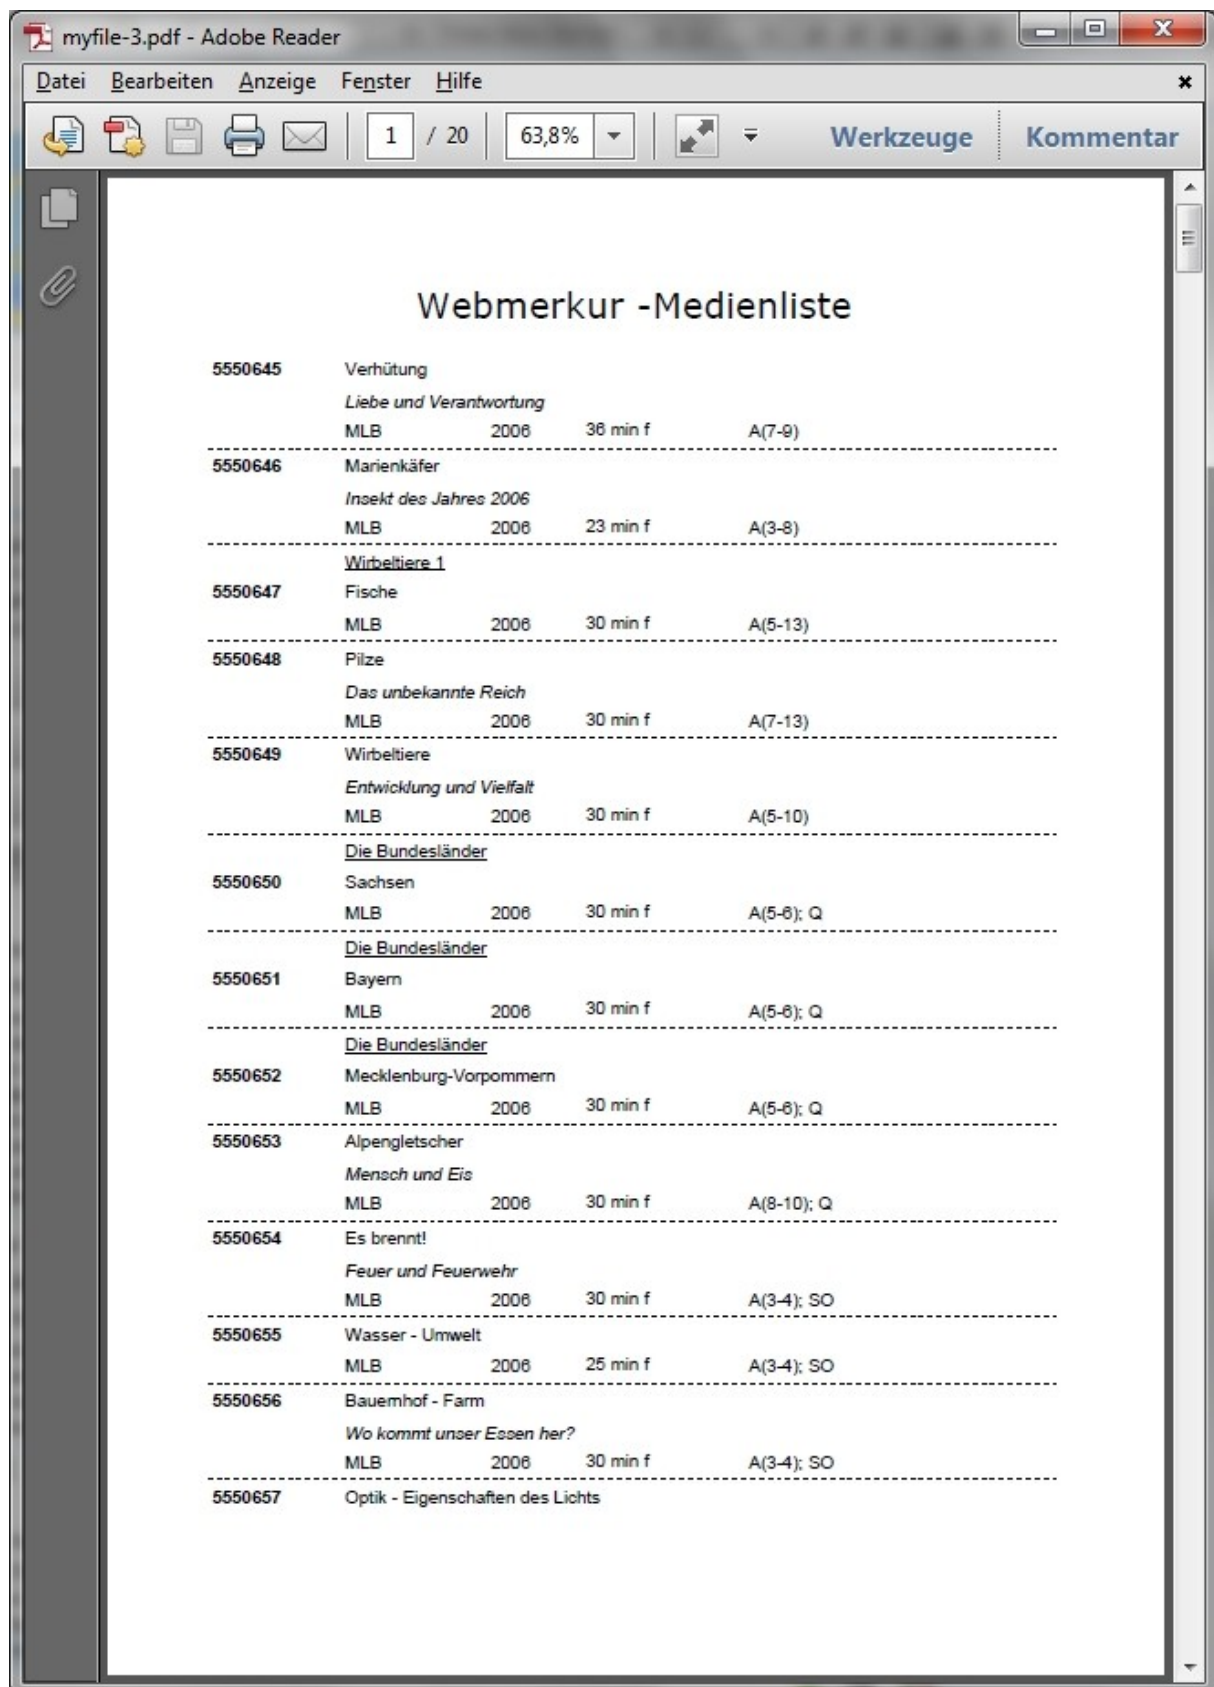 myfile-3.pdf - Adobe Reader
Datei Bearbeiten Anzeige Fenster Hilfe
1 / 20 63,8% Werkzeuge Kommentar
Webmerkur -Medienliste
5550645 Verhütung
Liebe und Verantwortung
MLB 2006 36 min f A(7-9)
5550646 Marienkäfer
Insekt des Jahres 2006
MLB 2006 23 min f A(3-8)
Wirbeltiere 1
5550647 Fische
MLB 2006 30 min f A(5-13)
5550648 Pilze
Das unbekannte Reich
MLB 2006 30 min f A(7-13)
5550649 Wirbeltiere
Entwicklung und Vielfalt
MLB 2006 30 min f A(5-10)
Die Bundesländer
5550650 Sachsen
MLB 2006 30 min f A(5-6); Q
Die Bundesländer
5550651 Bayern
MLB 2006 30 min f A(5-6); Q
Die Bundesländer
5550652 Mecklenburg-Vorpommern
MLB 2006 30 min f A(5-6); Q
5550653 Alpengletscher
Mensch und Eis
MLB 2006 30 min f A(8-10); Q
5550654 Es brennt!
Feuer und Feuerwehr
MLB 2006 30 min f A(3-4); SO
5550655 Wasser - Umwelt
MLB 2006 25 min f A(3-4); SO
5550656 Bauernhof - Farm
Wo kommt unser Essen her?
MLB 2006 30 min f A(3-4); SO
5550657 Optik - Eigenschaften des Lichts